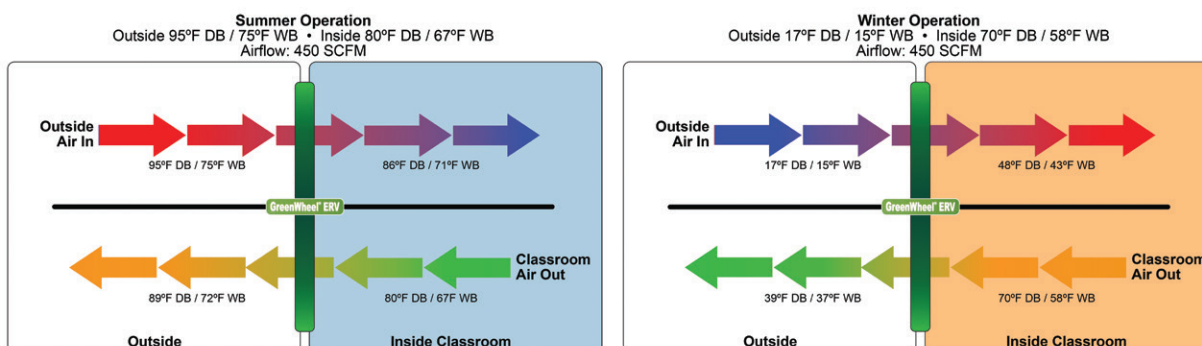 Summer Operation
Outside 95ºF DB / 75ºF WB • Inside 80ºF DB / 67ºF WB
Airflow: 450 SCFM
Outside
Air In
95ºF DB / 75ºF WB
86ºF DB / 71ºF WB
GreenWheel® ERV
Classroom
Air Out
89ºF DB / 72ºF WB
80ºF DB / 67F WB
Outside
Inside Classroom
Winter Operation
Outside 17ºF DB / 15ºF WB • Inside 70ºF DB / 58ºF WB
Airflow: 450 SCFM
Outside
Air In
17ºF DB / 15ºF WB
48ºF DB / 43ºF WB
GreenWheel® ERV
Classroom
Air Out
39ºF DB / 37ºF WB
70ºF DB / 58ºF WB
Outside
Inside Classroom